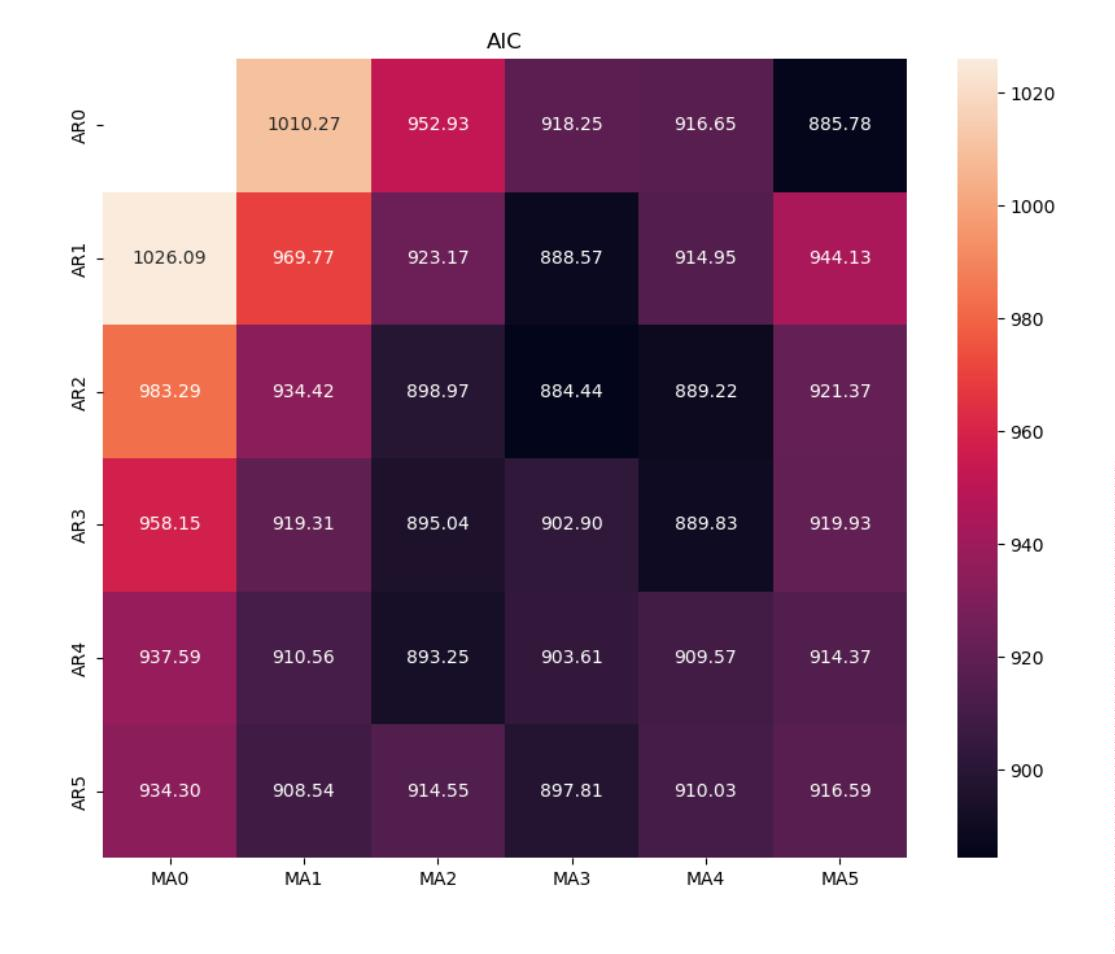 AIC
AR0 1010.27 952.93 918.25 916.65 885.78
AR1 1026.09 969.77 923.17 888.57 914.95 944.13
AR2 983.29 934.42 898.97 884.44 889.22 921.37
AR3 958.15 919.31 895.04 902.90 889.83 919.93
AR4 937.59 910.56 893.25 903.61 909.57 914.37
AR5 934.30 908.54 914.55 897.81 910.03 916.59
MA0 MA1 MA2 MA3 MA4 MA5
1020
1000
980
960
940
920
900